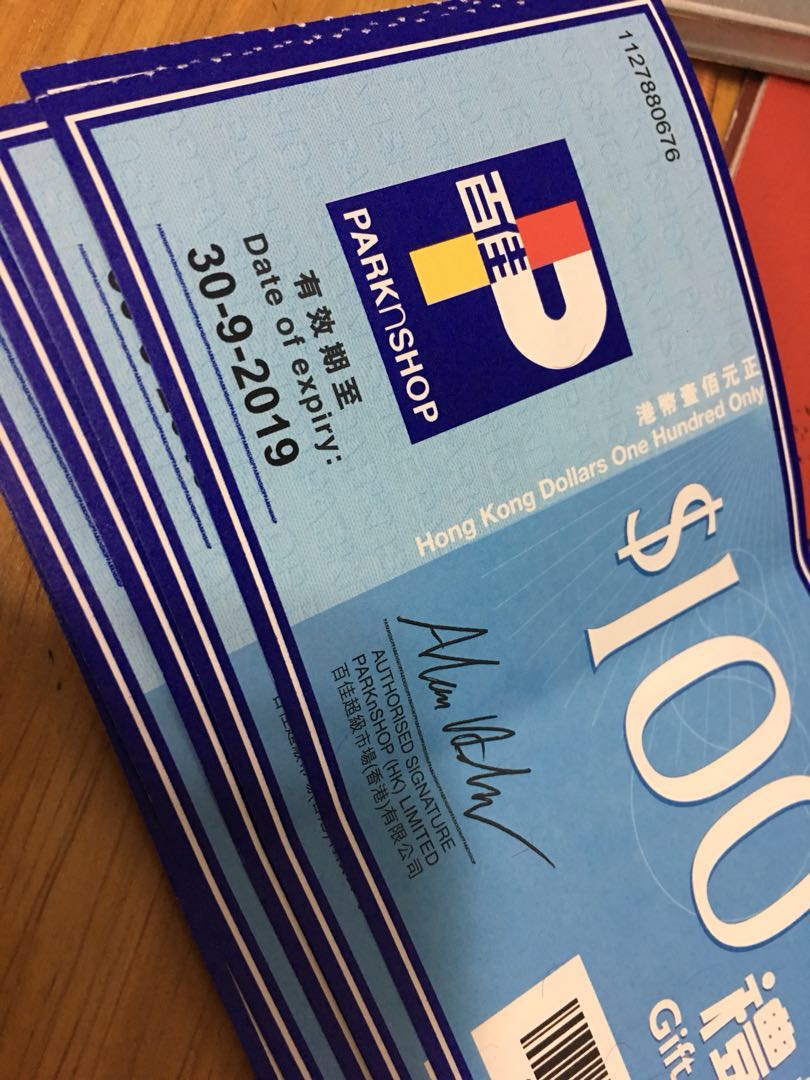 1127880676
百佳
PARKnSHOP
有效期至
Date of expiry:
30-9-2019
港幣壹佰元正
Hong Kong Dollars One Hundred Only
$100
禮
Gift
AUTHORISED SIGNATURE
PARKnSHOP (HK) LIMITED
百佳超級市場(香港)有限公司